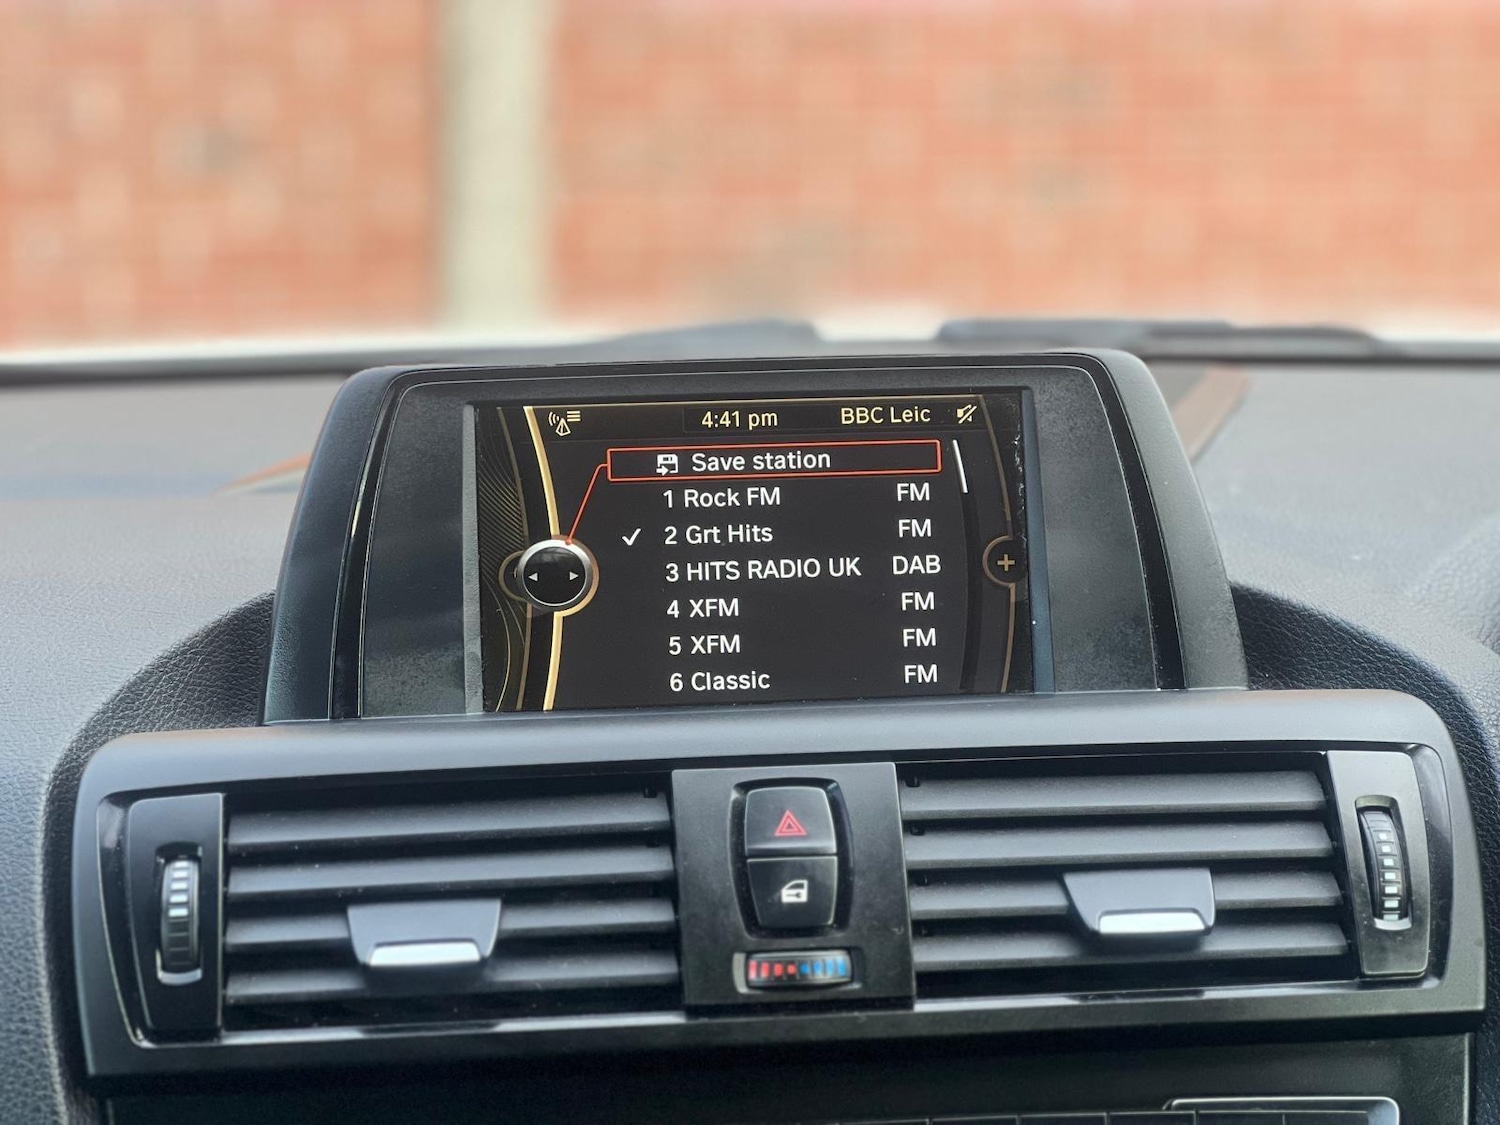 4:41 pm BBC Leic
Save station
1 Rock FM FM
2 Grt Hits FM
3 HITS RADIO UK DAB
4 XFM FM
5 XFM FM
6 Classic FM